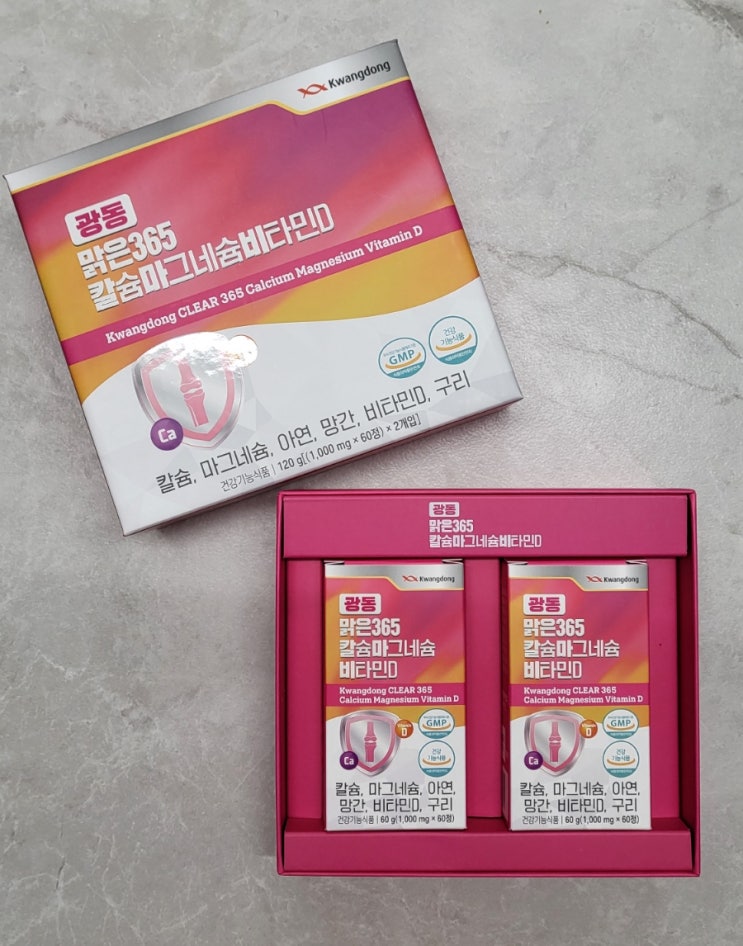 Kwangdong
광동
맑은365
칼슘마그네슘비타민D
Kwangdong CLEAR 365 Calcium Magnesium Vitamin D
GMP
건강
기능식품
Ca
칼슘, 마그네슘, 아연, 망간, 비타민D, 구리
건강기능식품 | 120 g[(1,000 mg × 60정) × 2개입]
광동
맑은365
칼슘마그네슘비타민D
Kwangdong
광동
맑은365
칼슘마그네슘
비타민D
Kwangdong CLEAR 365
Calcium Magnesium Vitamin D
D
GMP
Ca
건강
기능식품
칼슘, 마그네슘, 아연,
망간, 비타민D, 구리
건강기능식품 | 60 g(1,000 mg × 60정)
Kwangdong
광동
맑은365
칼슘마그네슘
비타민D
Kwangdong CLEAR 365
Calcium Magnesium Vitamin D
D
GMP
Ca
건강
기능식품
칼슘, 마그네슘, 아연,
망간, 비타민D, 구리
건강기능식품 | 60 g(1,000 mg × 60정)